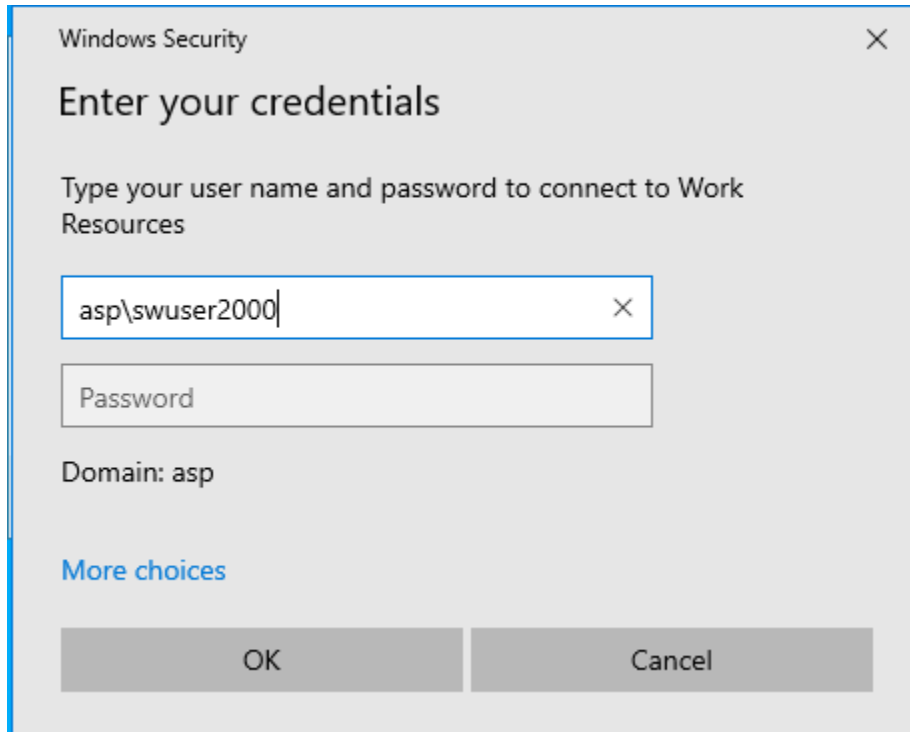 Windows Security
Enter your credentials
Type your user name and password to connect to Work
Resources
asp\swuser2000
Password
Domain: asp
More choices
OK
Cancel